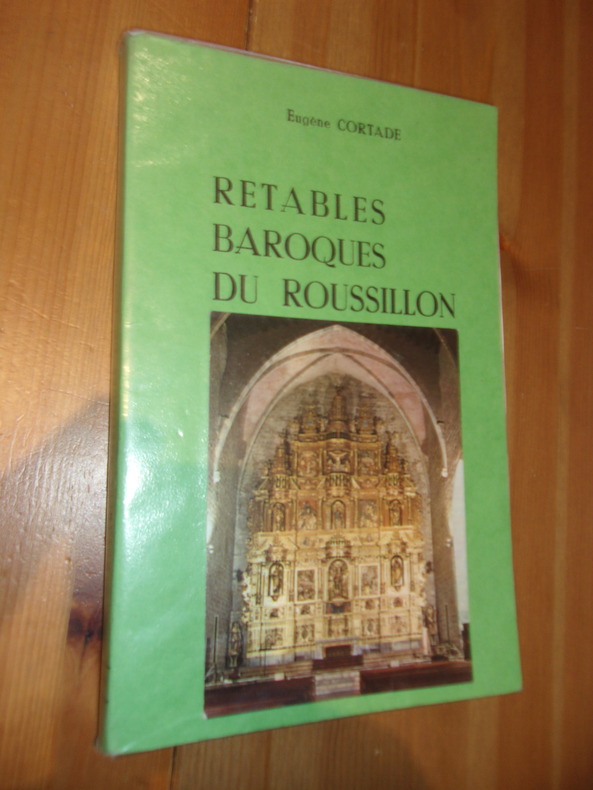 Eugène CORTADE
RETABLES
BAROQUES
DU ROUSSILLON